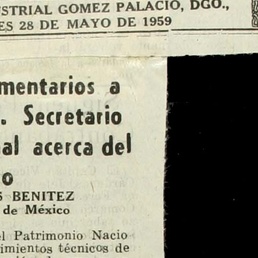 USTRIAL GOMEZ PALACIO, DGO.,
ES 28 DE MAYO DE 1959
mentarios a
. Secretario
al acerca del
o
S BENITEZ
de México
el Patrimonio Nacio
imientos técnicos de